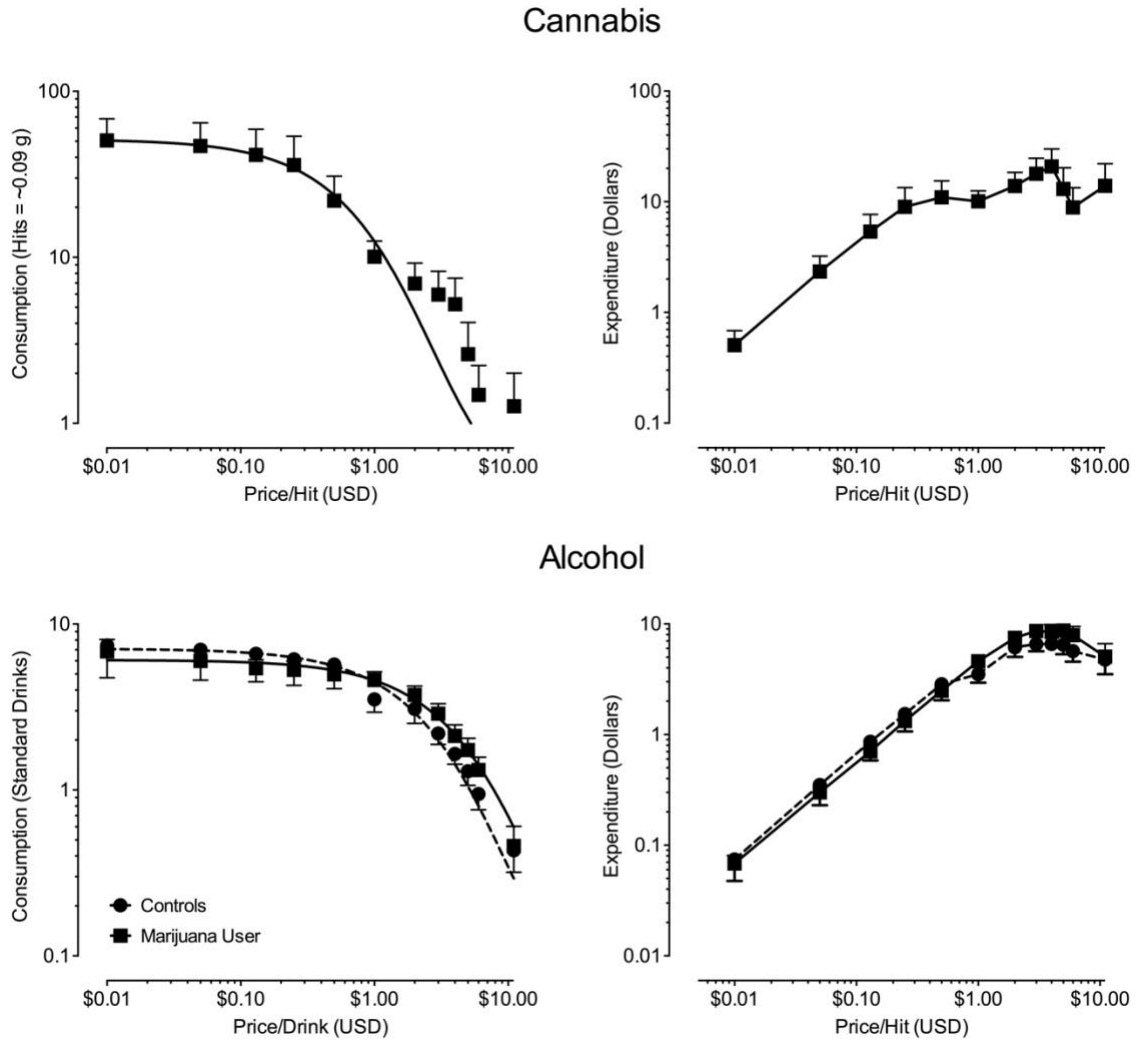 Cannabis
100
10
1
Consumption (Hits = ~0.09 g)
$0.01
$0.10
$1.00
$10.00
Price/Hit (USD)
100
10
1
0.1
Expenditure (Dollars)
$0.01
$0.10
$1.00
$10.00
Price/Hit (USD)
Alcohol
10
1
0.1
Consumption (Standard Drinks)
Controls
Marijuana User
$0.01
$0.10
$1.00
$10.00
Price/Drink (USD)
10
1
0.1
0.01
Expenditure (Dollars)
$0.01
$0.10
$1.00
$10.00
Price/Hit (USD)